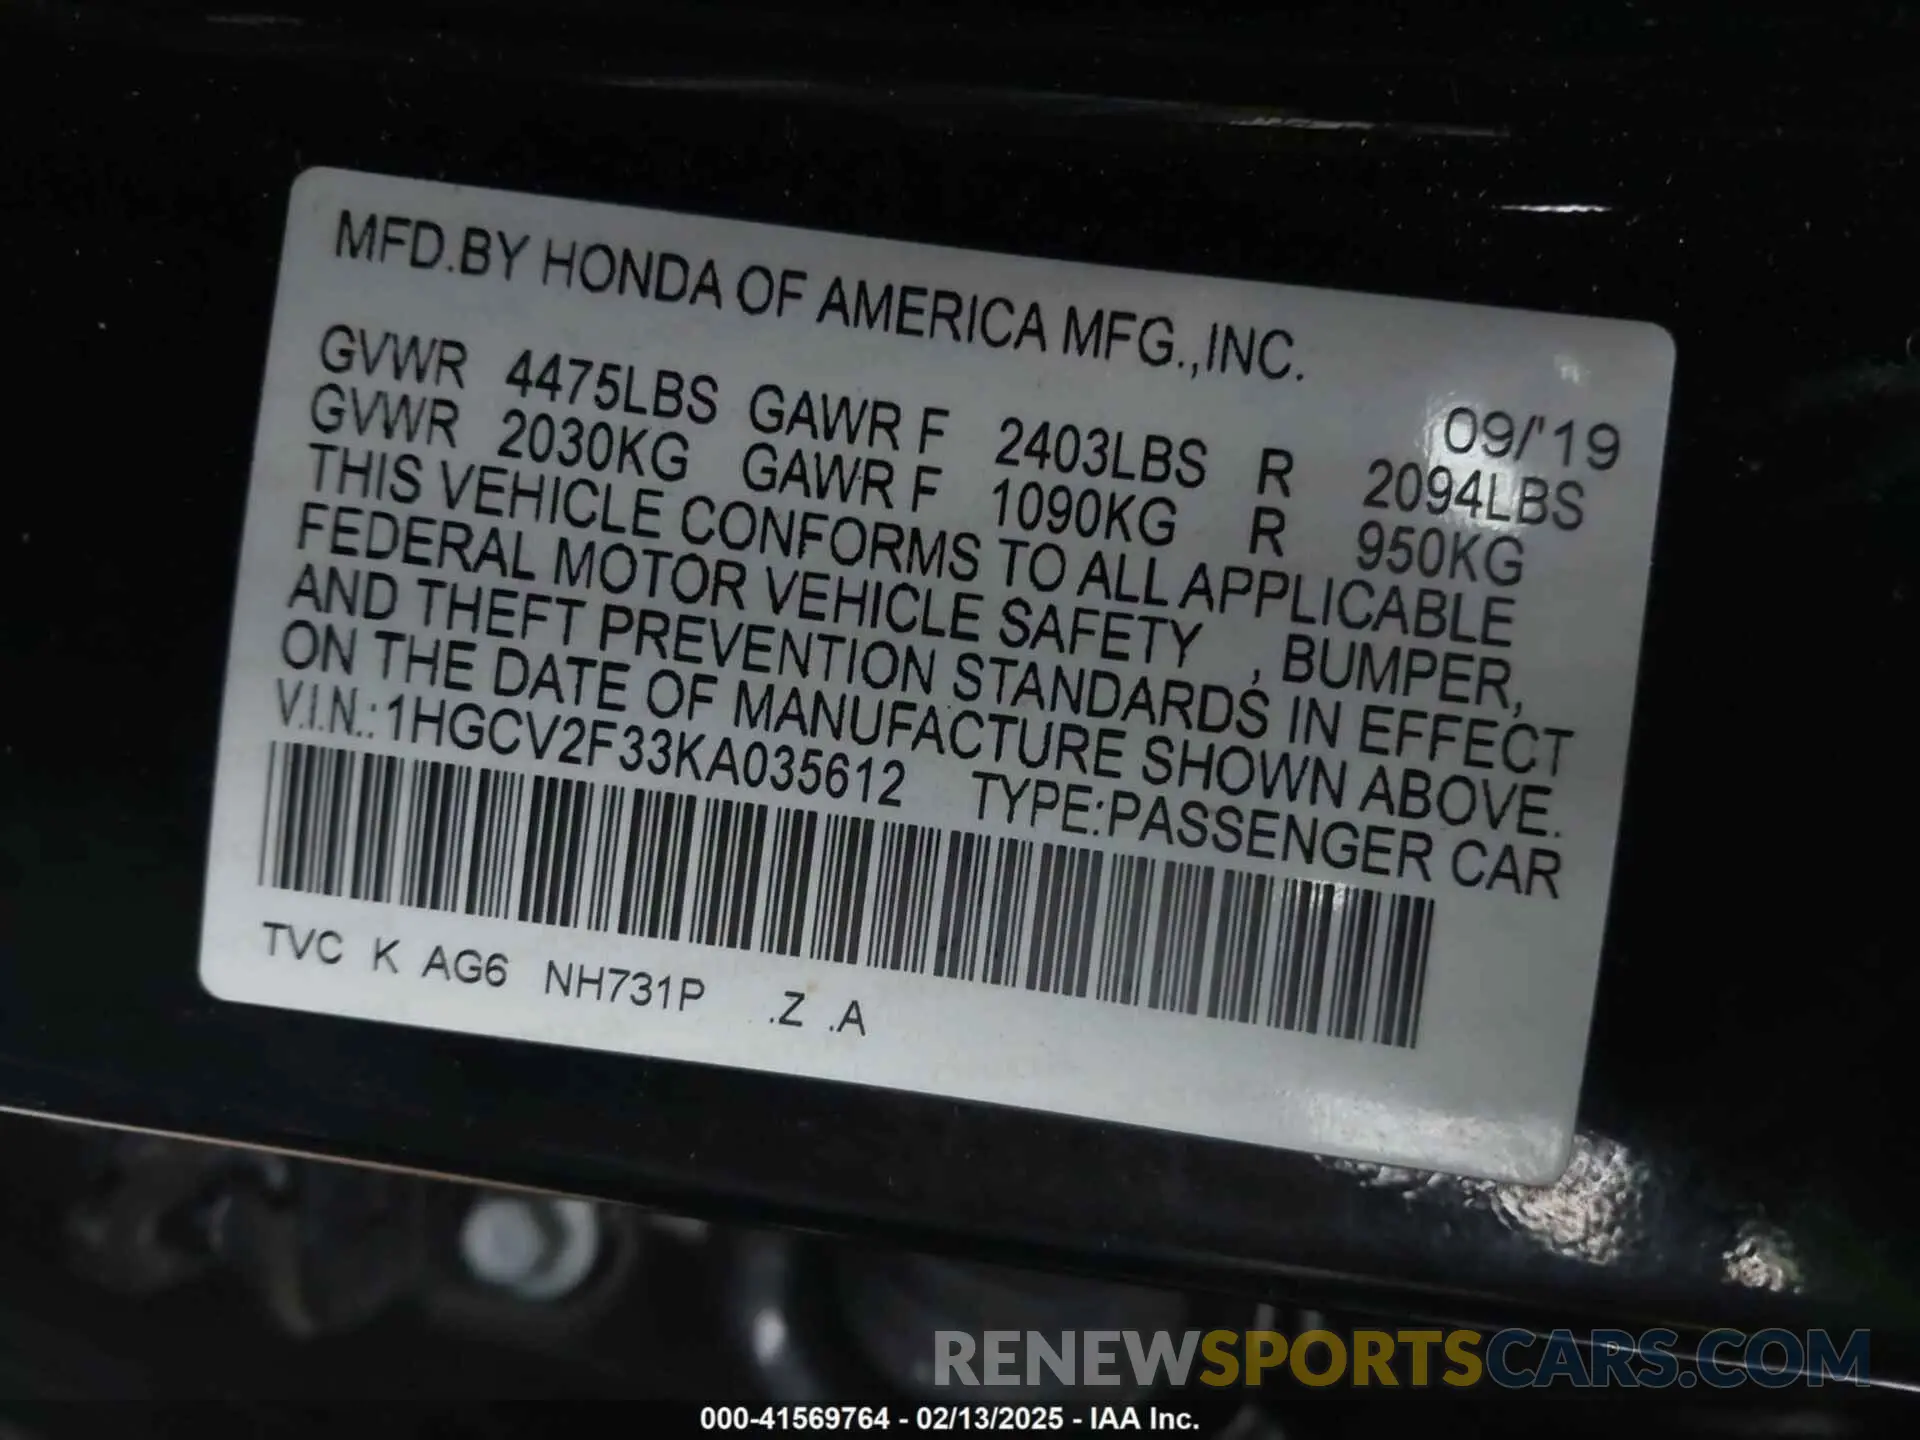 MFD.BY HONDA OF AMERICA MFG.,INC.
09/'19
GVWR 4475LBS GAWR F 2403LBS R 2094LBS
GVWR 2030KG GAWR F 1090KG R 950KG
THIS VEHICLE CONFORMS TO ALL APPLICABLE
FEDERAL MOTOR VEHICLE SAFETY , BUMPER,
AND THEFT PREVENTION STANDARDS IN EFFECT
ON THE DATE OF MANUFACTURE SHOWN ABOVE.
V.I.N.:1HGCV2F33KA035612 TYPE:PASSENGER CAR
TVC K AG6 NH731P .Z .A
RENEWSPORTSCARS.COM
000-41569764 - 02/13/2025 - IAA Inc.